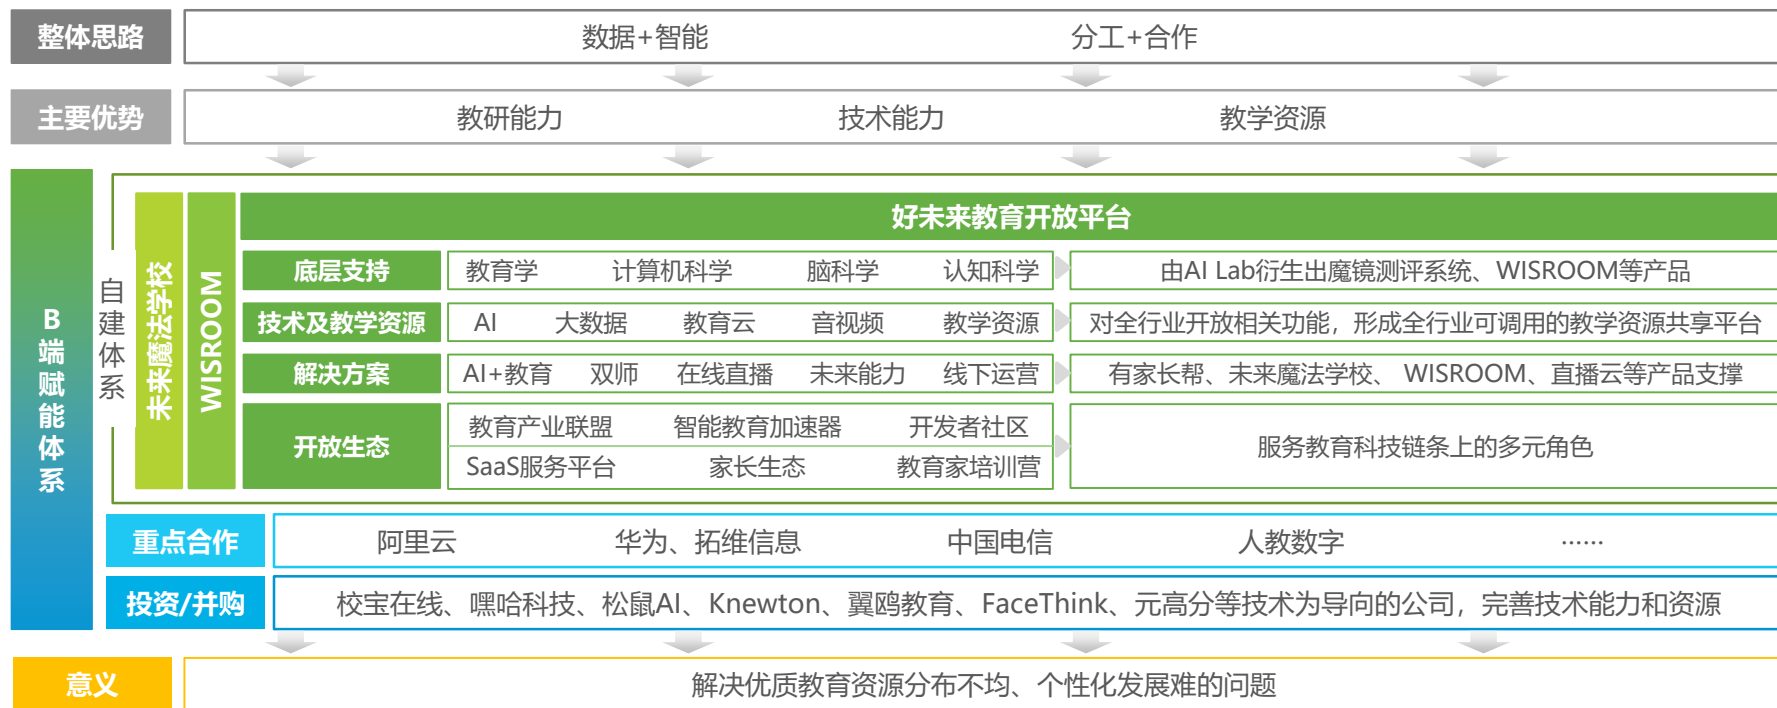 整体思路
数据+智能 分工+合作
主要优势
教研能力 技术能力 教学资源
B端赋能体系
自建体系
未来魔法学校
WISROOM
好未来教育开放平台
底层支持 教育学 计算机科学 脑科学 认知科学 由AI Lab衍生出魔镜测评系统、WISROOM等产品
技术及教学资源 AI 大数据 教育云 音视频 教学资源 对全行业开放相关功能，形成全行业可调用的教学资源共享平台
解决方案 AI+教育 双师 在线直播 未来能力 线下运营 有家长帮、未来魔法学校、 WISROOM、直播云等产品支撑
开放生态
教育产业联盟 智能教育加速器 开发者社区
SaaS服务平台 家长生态 教育家培训营
服务教育科技链条上的多元角色
重点合作 阿里云 华为、拓维信息 中国电信 人教数字 ……
投资/并购 校宝在线、嘿哈科技、松鼠AI、Knewton、翼鸥教育、FaceThink、元高分等技术为导向的公司，完善技术能力和资源
意义 解决优质教育资源分布不均、个性化发展难的问题